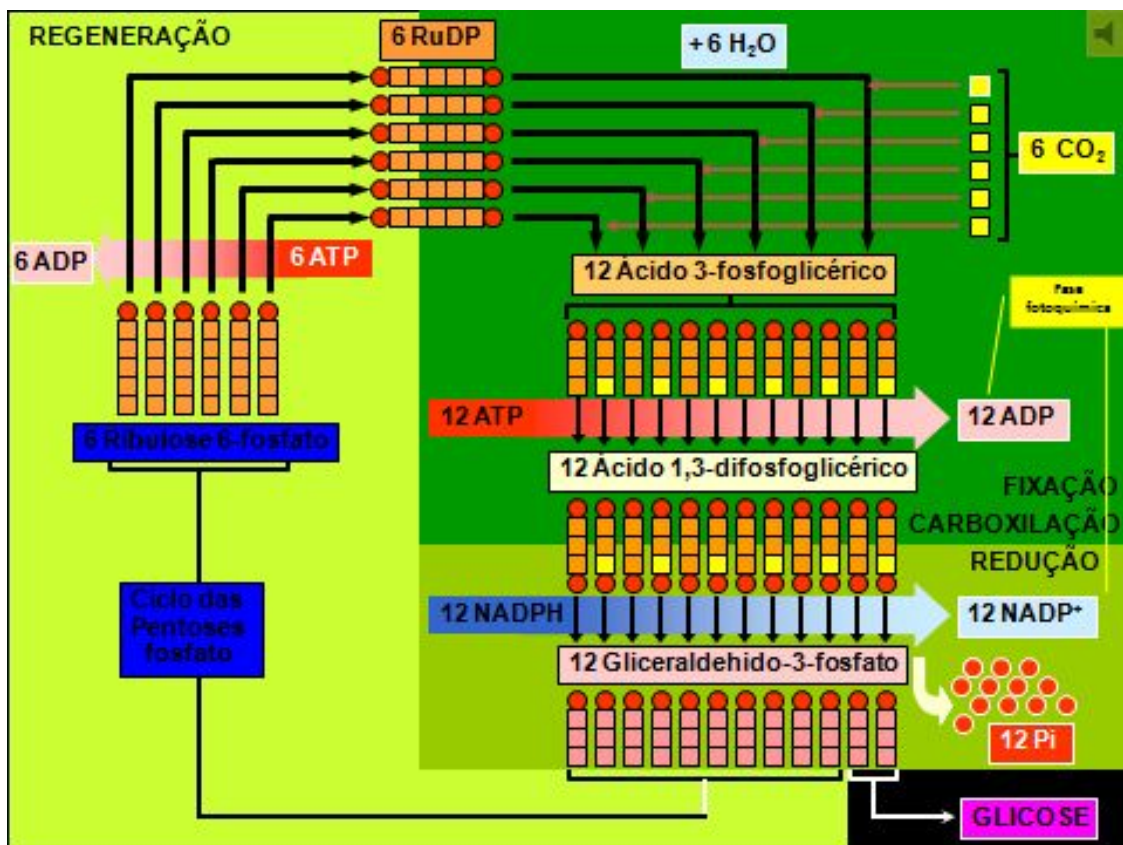 REGENERAÇÃO
6 RuDP
+ 6 H₂O
6 CO₂
6 ADP
6 ATP
12 Ácido 3-fosfoglicérico
Fase
fotoquímica
12 ATP
12 ADP
6 Ribulose 6-fosfato
12 Ácido 1,3-difosfoglicérico
FIXAÇÃO
CARBOXILAÇÃO
REDUÇÃO
Ciclo das
Pentoses
fosfato
12 NADPH
12 NADP⁺
12 Gliceraldehido-3-fosfato
12 Pi
GLICOSE